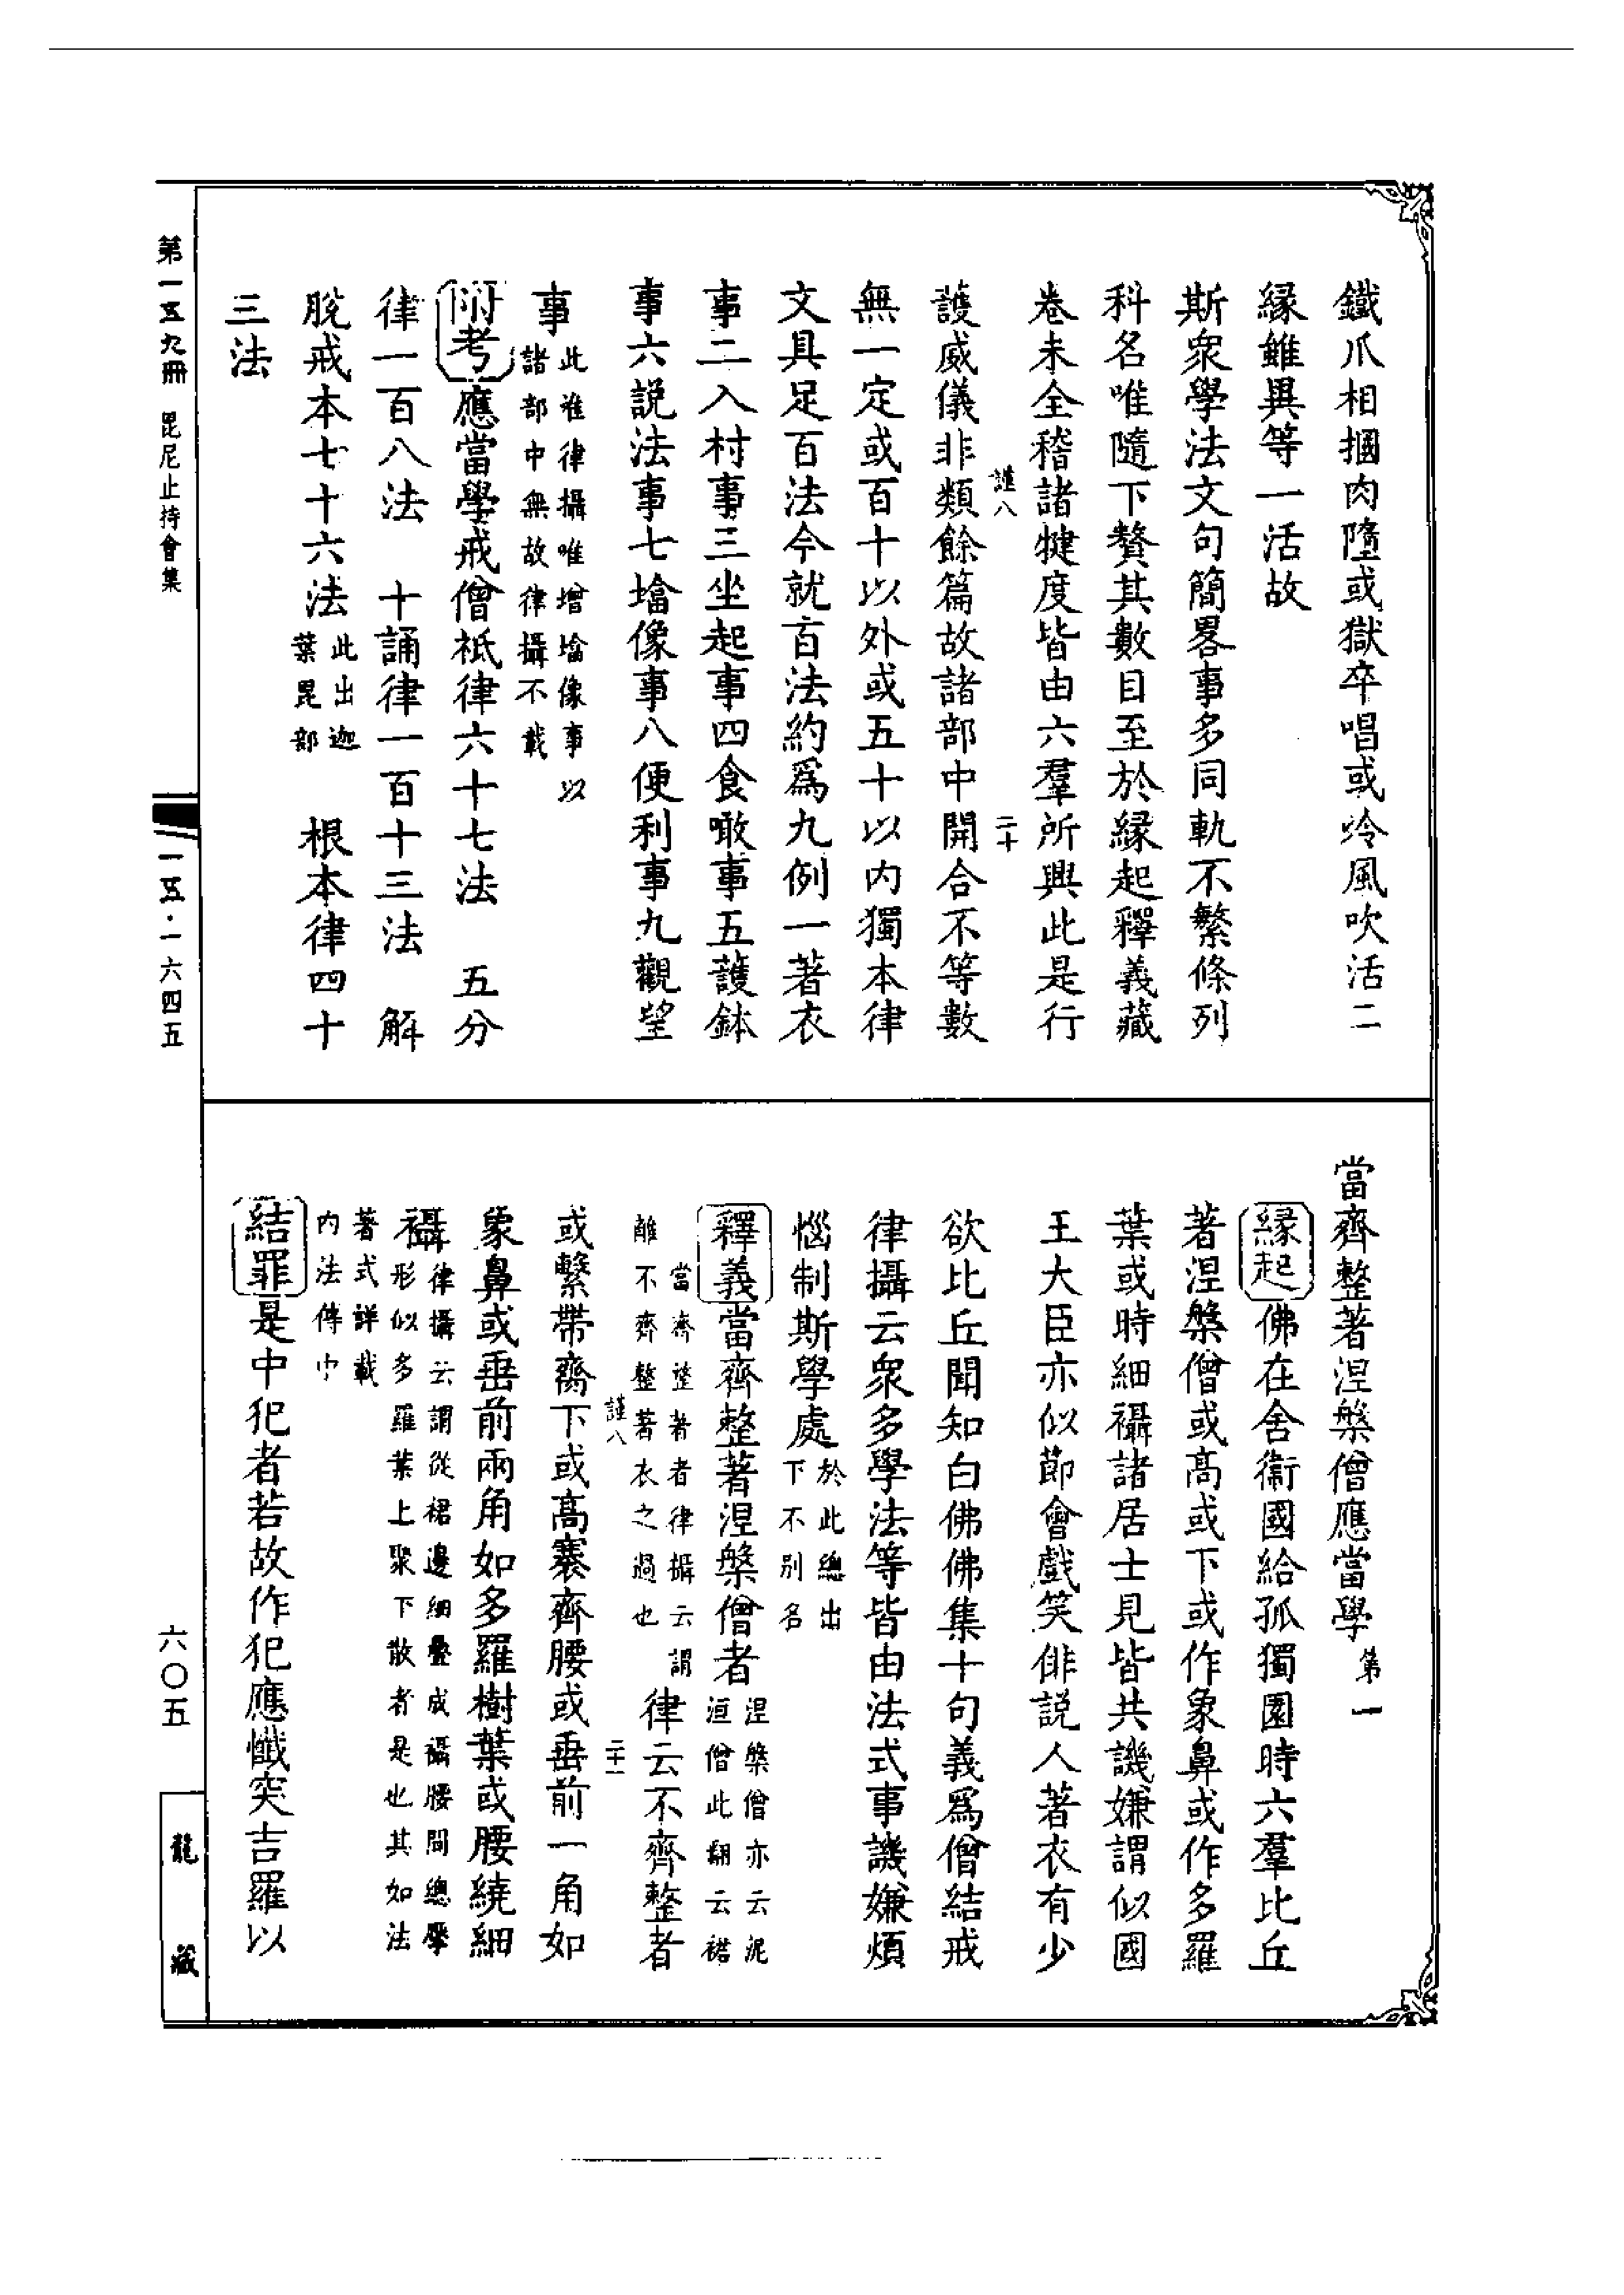 鐵爪相摑肉墮或獄卒唱或冷風吹活二
緣雖異等一活故
斯衆學法文句簡畧事多同軌不繁條列
科名唯隨下贅其數目至於緣起釋義藏
卷未全稽諸犍度皆由六羣所興此是行
謹八
二十
護威儀非類餘篇故諸部中開合不等數
無一定或百十以外或五十以内獨本律
文具足百法今就百法約爲九例一著衣
事二入村事三坐起事四食噉事五護鉢
事六説法事七㙮像事八便利事九觀望
事此准律攝唯增㙮像事以
諸部中無故律攝不載
附考應當學戒僧祇律六十七法　五分
律一百八法　十誦律一百十三法　解
脫戒本七十六法此出迦
葉毘部　根本律四十
三法
當齊整著涅槃僧應當學第一
緣起佛在舍衛國給孤獨園時六羣比丘
著涅槃僧或高或下或作象鼻或作多羅
葉或時細襵諸居士見皆共譏嫌謂似國
王大臣亦似節會戲笑俳説人著衣有少
欲比丘聞知白佛佛集十句義爲僧結戒
律攝云衆多學法等皆由法式事譏嫌煩
惱制斯學處於此總出
下不別名
釋義當齊整著涅槃僧者涅槃僧亦云泥
洹僧此翻云裙
當齊整著者律攝云謂
離不齊整著衣之過也律云不齊整者
謹八
二十一
或繫帶齊下或高褰齊腰或垂前一角如
象鼻或垂前兩角如多羅樹葉或腰繞細
襵律攝云謂從裙邊細疊成襵腰間總擪
形似多羅葉上聚下散者是也其如法
著式詳載
内法傳中
結罪是中犯者若故作犯應懺突吉羅以
第一五九冊　毘尼止持會集
一五·一六四五
六〇五
龍藏